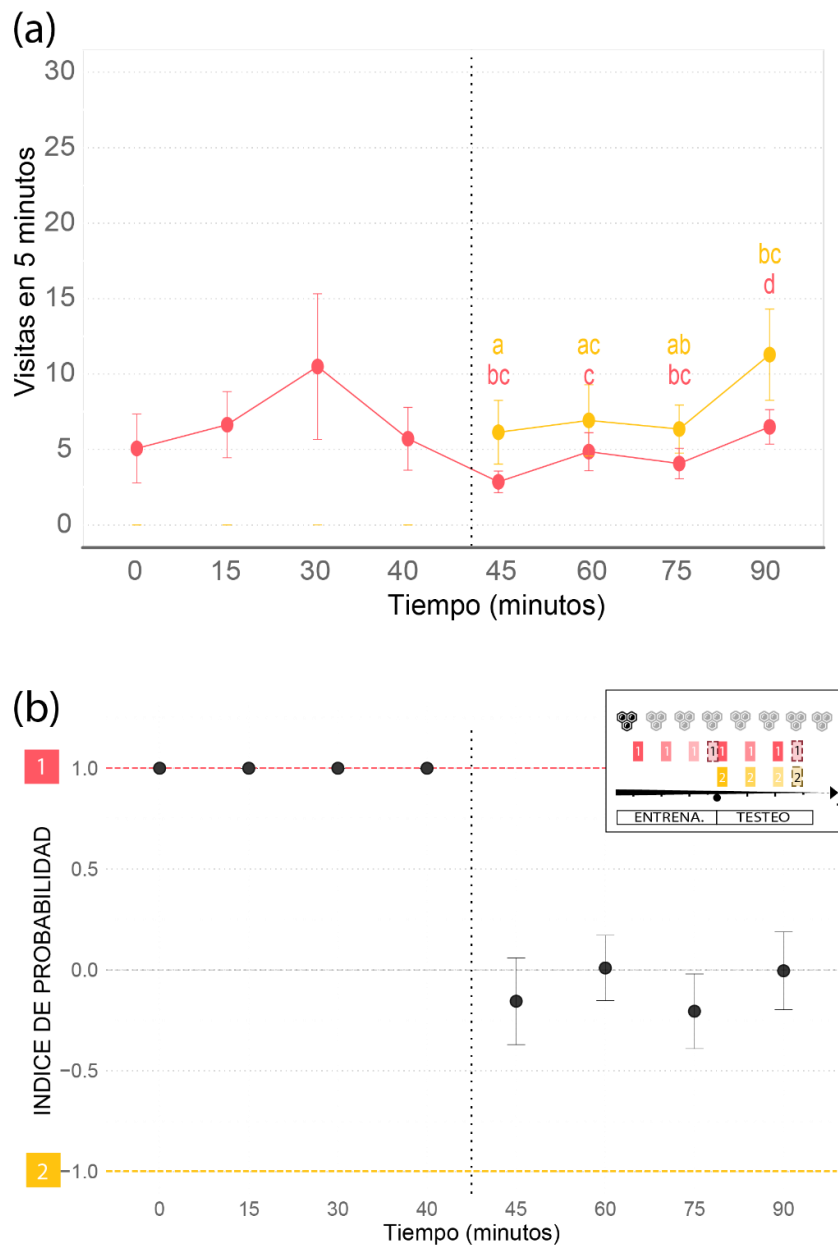 (a)
Visitas en 5 minutos
30
25
20
15
10
5
0
a
bc
ac
c
ab
bc
bc
d
0 15 30 40 45 60 75 90
Tiempo (minutos)
(b)
INDICE DE PROBABILIDAD
1 1.0
0.5
0.0
−0.5
2 −1.0
1 1 1 1 1 1 1 1
2 2 2 2
ENTRENA. TESTEO
0 15 30 40 45 60 75 90
Tiempo (minutos)